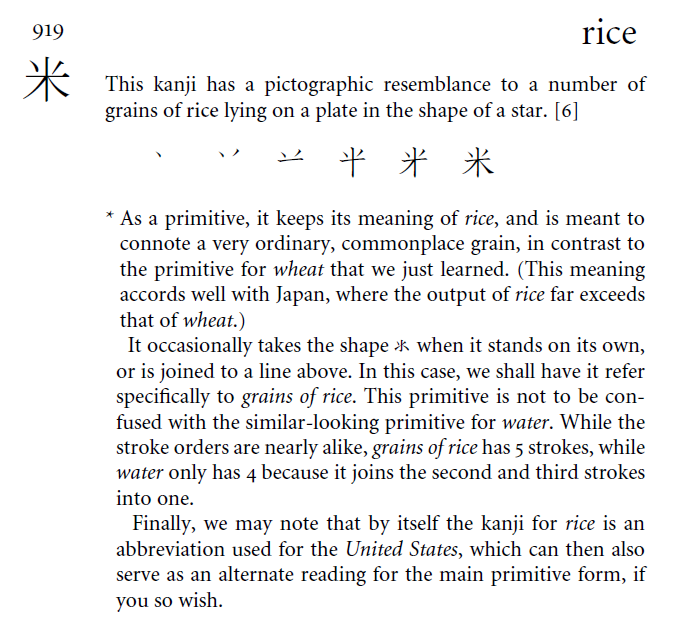 919
rice
米
This kanji has a pictographic resemblance to a number of
grains of rice lying on a plate in the shape of a star. [6]
丶 丷 䒑 半 米 米
* As a primitive, it keeps its meaning of rice, and is meant to
connote a very ordinary, commonplace grain, in contrast to
the primitive for wheat that we just learned. (This meaning
accords well with Japan, where the output of rice far exceeds
that of wheat.)
It occasionally takes the shape when it stands on its own,
or is joined to a line above. In this case, we shall have it refer
specifically to grains of rice. This primitive is not to be con-
fused with the similar-looking primitive for water. While the
stroke orders are nearly alike, grains of rice has 5 strokes, while
water only has 4 because it joins the second and third strokes
into one.
Finally, we may note that by itself the kanji for rice is an
abbreviation used for the United States, which can then also
serve as an alternate reading for the main primitive form, if
you so wish.